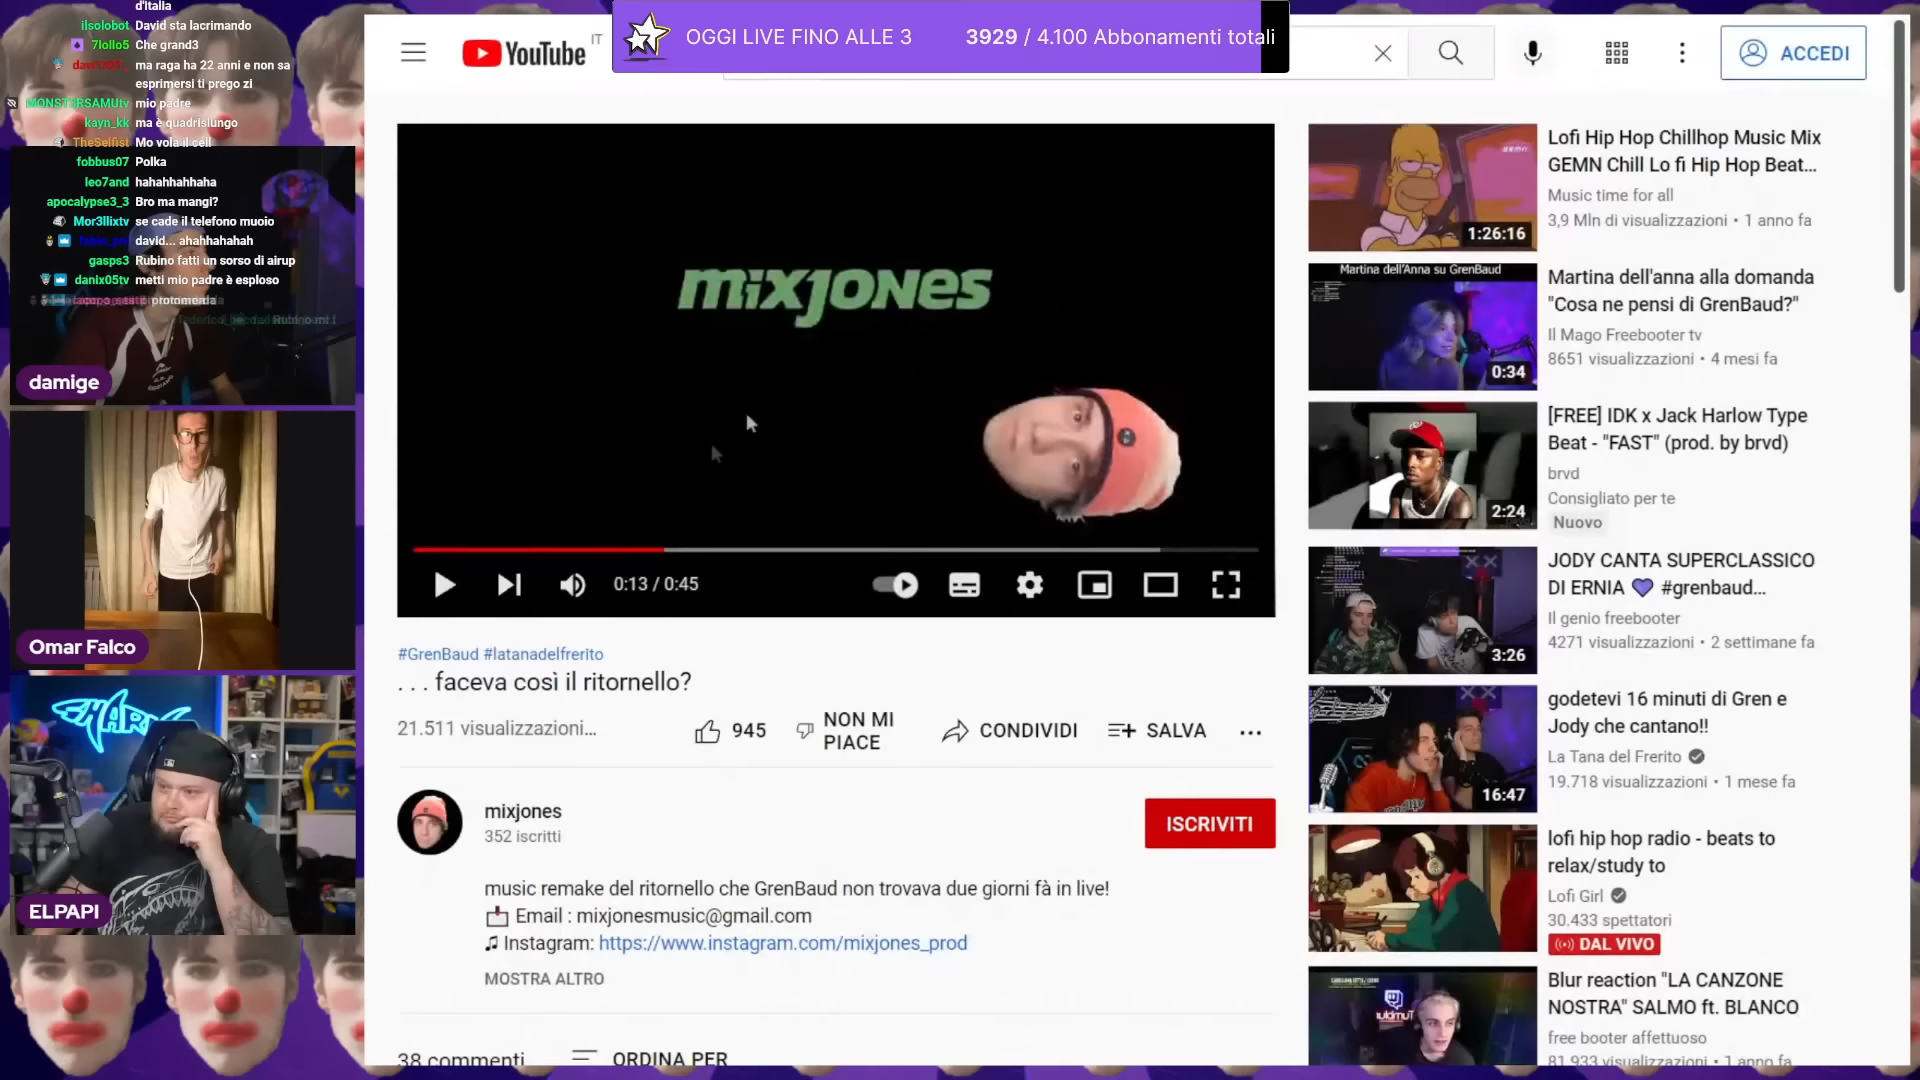 d'Italia
ilsolobot David sta lacrimando
7lollo5 Che grand3
ma raga ha 22 anni e non sa
esprimersi ti prego zi
MONST3RSAMUtv mio padre
kayn_kk ma è quadrislungo
TheSelfist Mo vola il cell
fobbus07 Polka
leo7and hahahhahhaha
apocalypse3_3 Bro ma mangi?
Mor3llixtv se cade il telefono muoio
david... ahahhahahah
gasps3 Rubino fatti un sorso di airup
danix05tv metti mio padre è esploso
protomerda
damige
Omar Falco
SHARK
ELPAPI
YouTube IT
OGGI LIVE FINO ALLE 3 3929 / 4.100 Abbonamenti totali
ACCEDI
mixjones
0:13 / 0:45
#GrenBaud #latanadelfrerito
. . . faceva così il ritornello?
21.511 visualizzazioni...
945
NON MI
PIACE
CONDIVIDI
SALVA
mixjones
352 iscritti
ISCRIVITI
music remake del ritornello che GrenBaud non trovava due giorni fà in live!
Email : mixjonesmusic@gmail.com
Instagram: https://www.instagram.com/mixjones_prod
MOSTRA ALTRO
38 commenti
ORDINA PER
1:26:16
Lofi Hip Hop Chillhop Music Mix
GEMN Chill Lo fi Hip Hop Beat...
Music time for all
3,9 Mln di visualizzazioni • 1 anno fa
Martina dell'Anna su GrenBaud
0:34
Martina dell'anna alla domanda
"Cosa ne pensi di GrenBaud?"
Il Mago Freebooter tv
8651 visualizzazioni • 4 mesi fa
2:24
[FREE] IDK x Jack Harlow Type
Beat - "FAST" (prod. by brvd)
brvd
Consigliato per te
Nuovo
3:26
JODY CANTA SUPERCLASSICO
DI ERNIA 💜 #grenbaud...
Il genio freebooter
4271 visualizzazioni • 2 settimane fa
16:47
godetevi 16 minuti di Gren e
Jody che cantano!!
La Tana del Frerito
19.718 visualizzazioni • 1 mese fa
lofi hip hop radio - beats to
relax/study to
Lofi Girl
30.433 spettatori
DAL VIVO
Blur reaction "LA CANZONE
NOSTRA" SALMO ft. BLANCO
free booter affettuoso
81.933 visualizzazioni • 1 anno fa